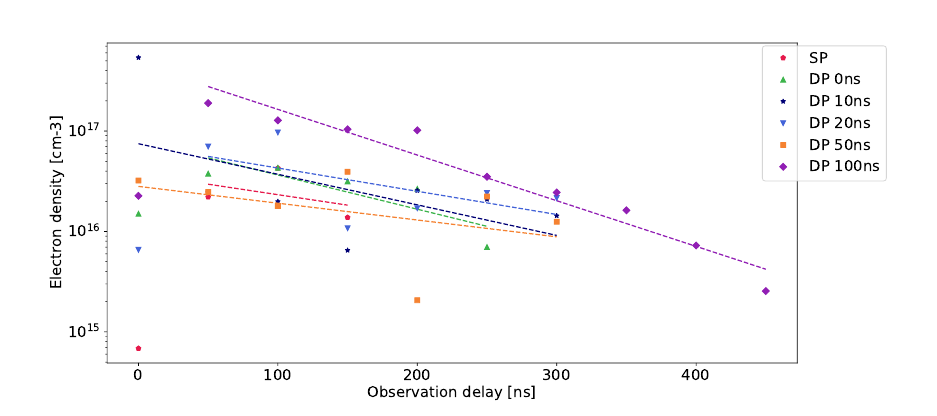 SP
DP 0ns
DP 10ns
DP 20ns
DP 50ns
DP 100ns
Electron density [cm-3]
10^17
10^16
10^15
0 100 200 300 400
Observation delay [ns]